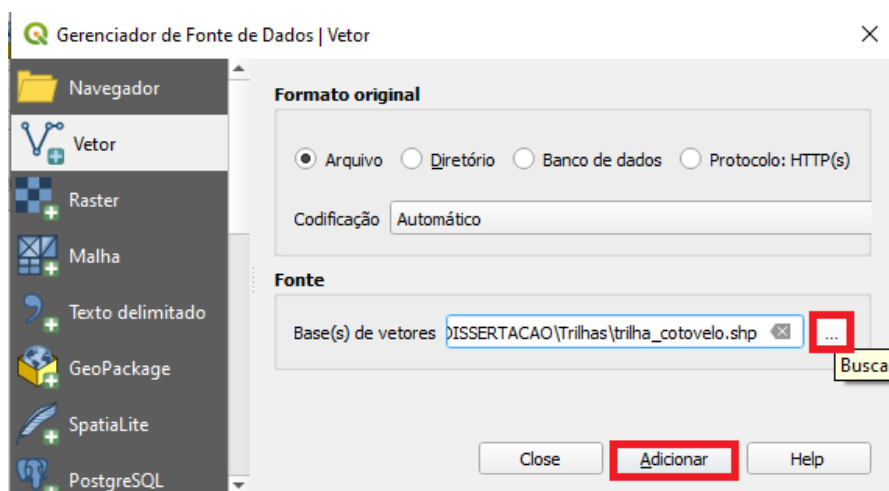 Gerenciador de Fonte de Dados | Vetor
Navegador
Vetor
Raster
Malha
Texto delimitado
GeoPackage
SpatiaLite
PostgreSQL
Formato original
Arquivo Diretório Banco de dados Protocolo: HTTP(s)
Codificação Automático
Fonte
Base(s) de vetores DISSERTACAO\Trilhas\trilha_cotovelo.shp ...
Busca
Close Adicionar Help